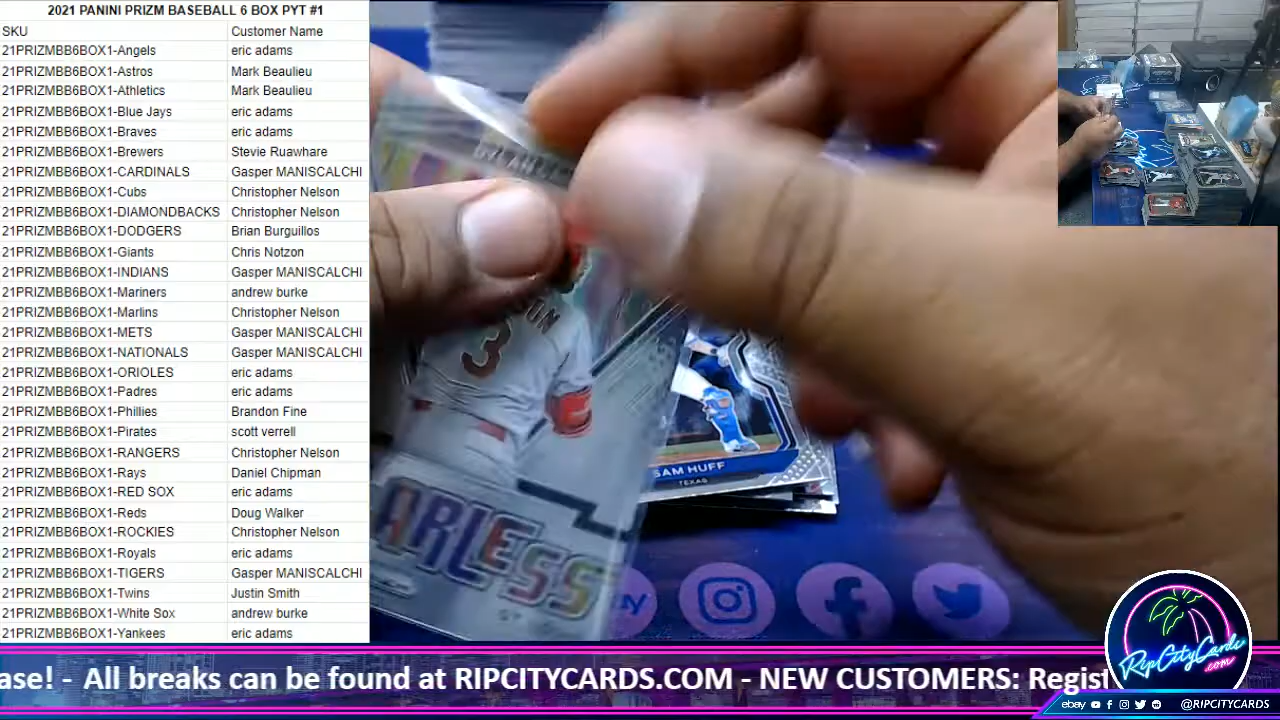 2021 PANINI PRIZM BASEBALL 6 BOX PYT #1
SKU Customer Name
21PRIZMBB6BOX1-Angels eric adams
21PRIZMBB6BOX1-Astros Mark Beaulieu
21PRIZMBB6BOX1-Athletics Mark Beaulieu
21PRIZMBB6BOX1-Blue Jays eric adams
21PRIZMBB6BOX1-Braves eric adams
21PRIZMBB6BOX1-Brewers Stevie Ruawhare
21PRIZMBB6BOX1-CARDINALS Gasper MANISCALCHI
21PRIZMBB6BOX1-Cubs Christopher Nelson
21PRIZMBB6BOX1-DIAMONDBACKS Christopher Nelson
21PRIZMBB6BOX1-DODGERS Brian Burguillos
21PRIZMBB6BOX1-Giants Chris Notzon
21PRIZMBB6BOX1-INDIANS Gasper MANISCALCHI
21PRIZMBB6BOX1-Mariners andrew burke
21PRIZMBB6BOX1-Marlins Christopher Nelson
21PRIZMBB6BOX1-METS Gasper MANISCALCHI
21PRIZMBB6BOX1-NATIONALS Gasper MANISCALCHI
21PRIZMBB6BOX1-ORIOLES eric adams
21PRIZMBB6BOX1-Padres eric adams
21PRIZMBB6BOX1-Phillies Brandon Fine
21PRIZMBB6BOX1-Pirates scott verrell
21PRIZMBB6BOX1-RANGERS Christopher Nelson
21PRIZMBB6BOX1-Rays Daniel Chipman
21PRIZMBB6BOX1-RED SOX eric adams
21PRIZMBB6BOX1-Reds Doug Walker
21PRIZMBB6BOX1-ROCKIES Christopher Nelson
21PRIZMBB6BOX1-Royals eric adams
21PRIZMBB6BOX1-TIGERS Gasper MANISCALCHI
21PRIZMBB6BOX1-Twins Justin Smith
21PRIZMBB6BOX1-White Sox andrew burke
21PRIZMBB6BOX1-Yankees eric adams
3
ARLESS
SAM HUFF
TEXAS
RipCityCards
.com
ase! - All breaks can be found at RIPCITYCARDS.COM - NEW CUSTOMERS: Regist
ebay @RIPCITYCARDS